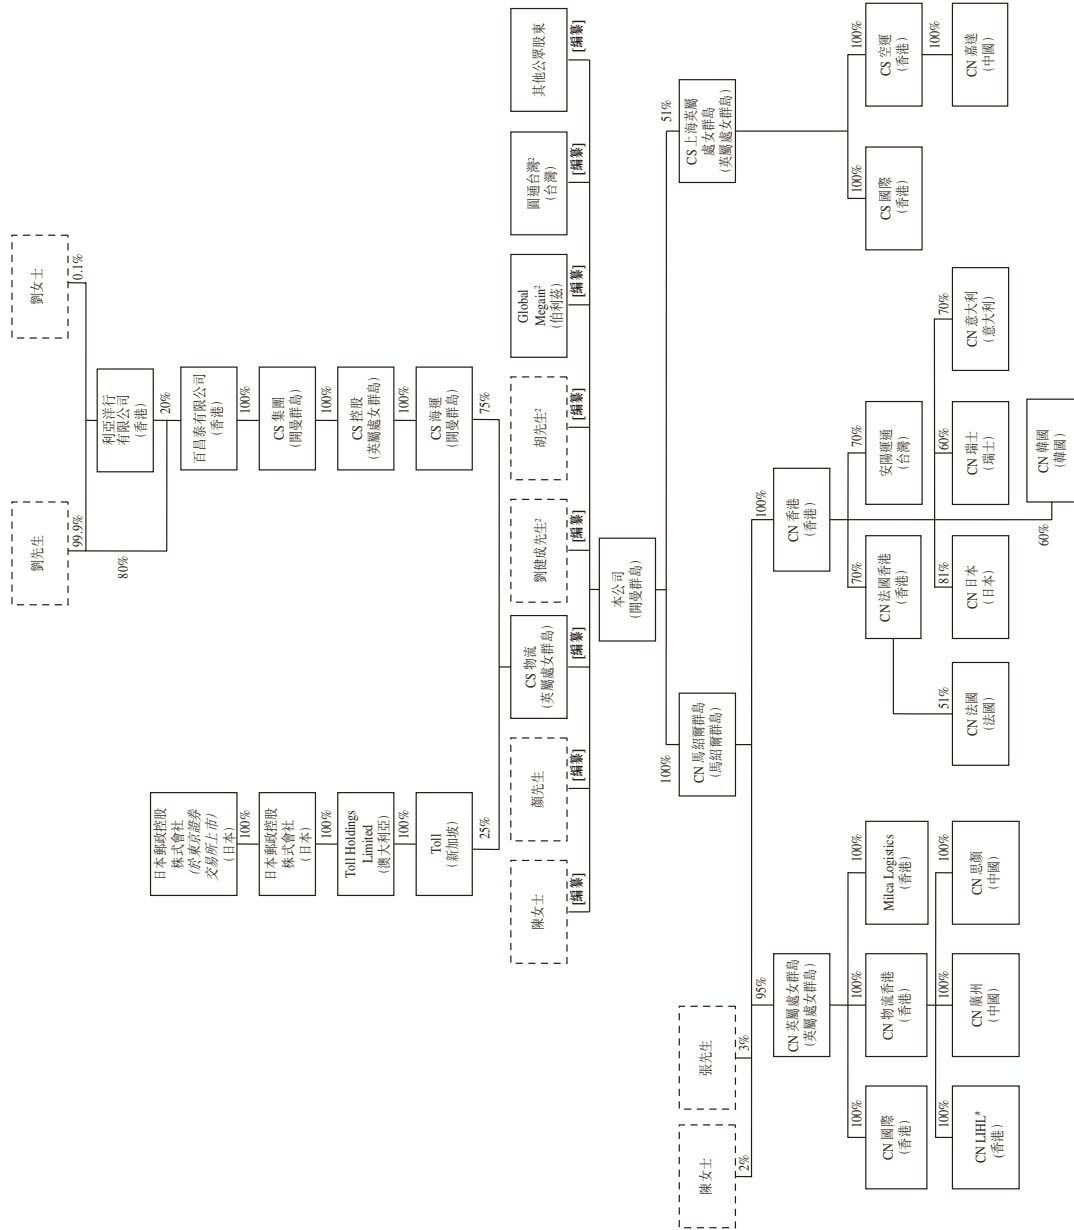 劉先生
劉女士
99.9%
0.1%
80%
利亞洋行
有限公司
(香港)
20%
百昌泰有限公司
(香港)
100%
CS 集團
(開曼群島)
100%
CS 控股
(英屬處女群島)
100%
CS 海運
(開曼群島)
75%
日本郵政控股
株式會社
(於東京證券
交易所上市)
(日本)
100%
日本郵政控股
株式會社
(日本)
100%
Toll Holdings
Limited
(澳大利亞)
100%
Toll
(新加坡)
25%
陳女士
[編纂]
顏先生
[編纂]
CS 物流
(英屬處女群島)
[編纂]
劉健成先生²
[編纂]
胡先生²
[編纂]
Global
Megain²
(伯利茲)
[編纂]
圓通台灣²
(台灣)
[編纂]
其他公眾股東
[編纂]
本公司
(開曼群島)
100%
CN 馬紹爾群島
(馬紹爾群島)
51%
CS 上海英屬
處女群島
(英屬處女群島)
陳女士
2%
張先生
3%
95%
CN 英屬處女群島
(英屬處女群島)
100%
CN 國際
(香港)
100%
CN 物流香港
(香港)
100%
Milca Logistics
(香港)
100%
CN LIHL#
(香港)
100%
CN 廣州
(中國)
100%
CN 思顏
(中國)
100%
CN 香港
(香港)
70%
CN 法國香港
(香港)
70%
安陽運通
(台灣)
51%
CN 法國
(法國)
81%
CN 日本
(日本)
60%
CN 瑞士
(瑞士)
70%
CN 意大利
(意大利)
60%
CN 韓國
(韓國)
100%
CS 國際
(香港)
100%
CS 空運
(香港)
100%
CN 嘉達
(中國)